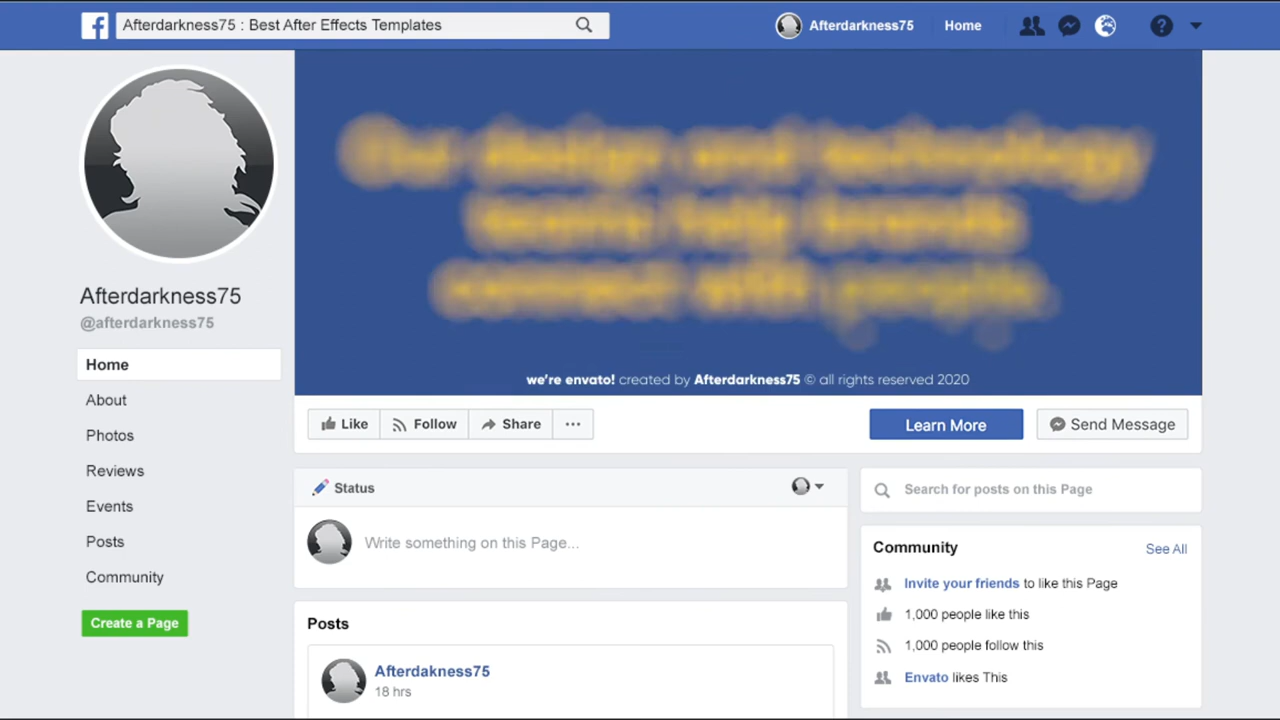 Afterdarkness75 : Best After Effects Templates
Afterdarkness75
Home
Afterdarkness75
@afterdarkness75
Home
About
Photos
Reviews
Events
Posts
Community
Create a Page
we're envato! created by Afterdarkness75 © all rights reserved 2020
Like
Follow
Share
Learn More
Send Message
Status
Write something on this Page...
Posts
Afterdakness75
18 hrs
Search for posts on this Page
Community
See All
Invite your friends to like this Page
1,000 people like this
1,000 people follow this
Envato likes This